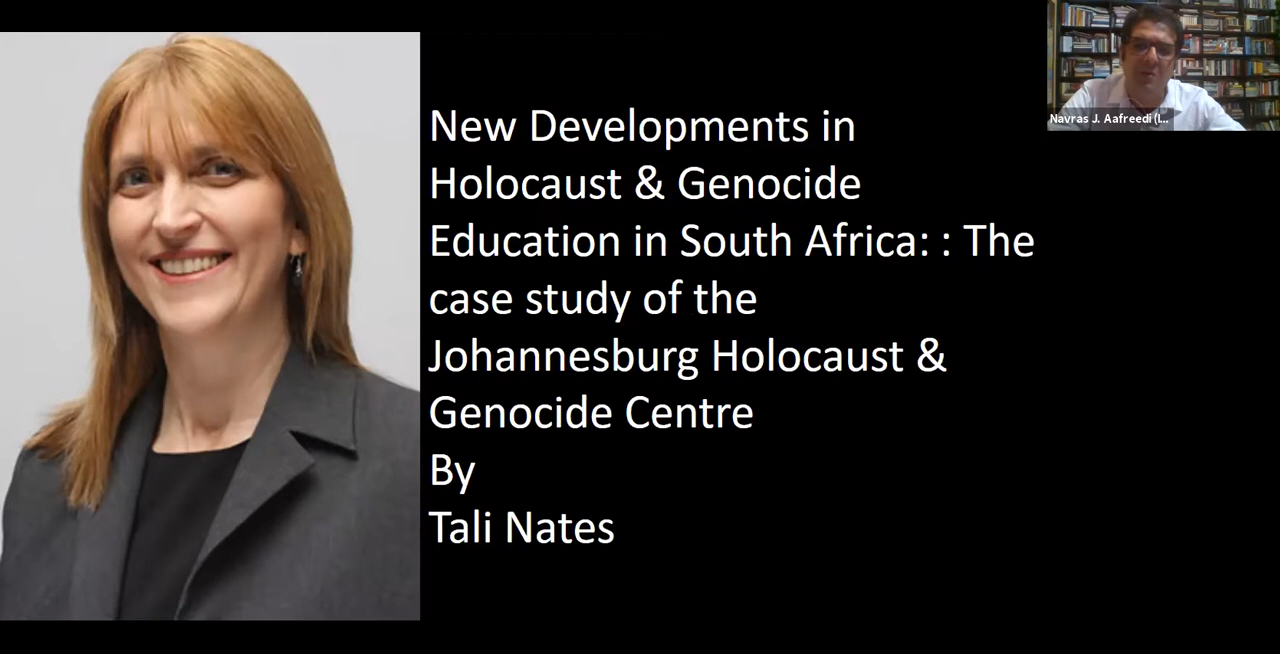 New Developments in
Holocaust & Genocide
Education in South Africa: : The
case study of the
Johannesburg Holocaust &
Genocide Centre
By
Tali Nates
Navras J. Aafreedi (I...